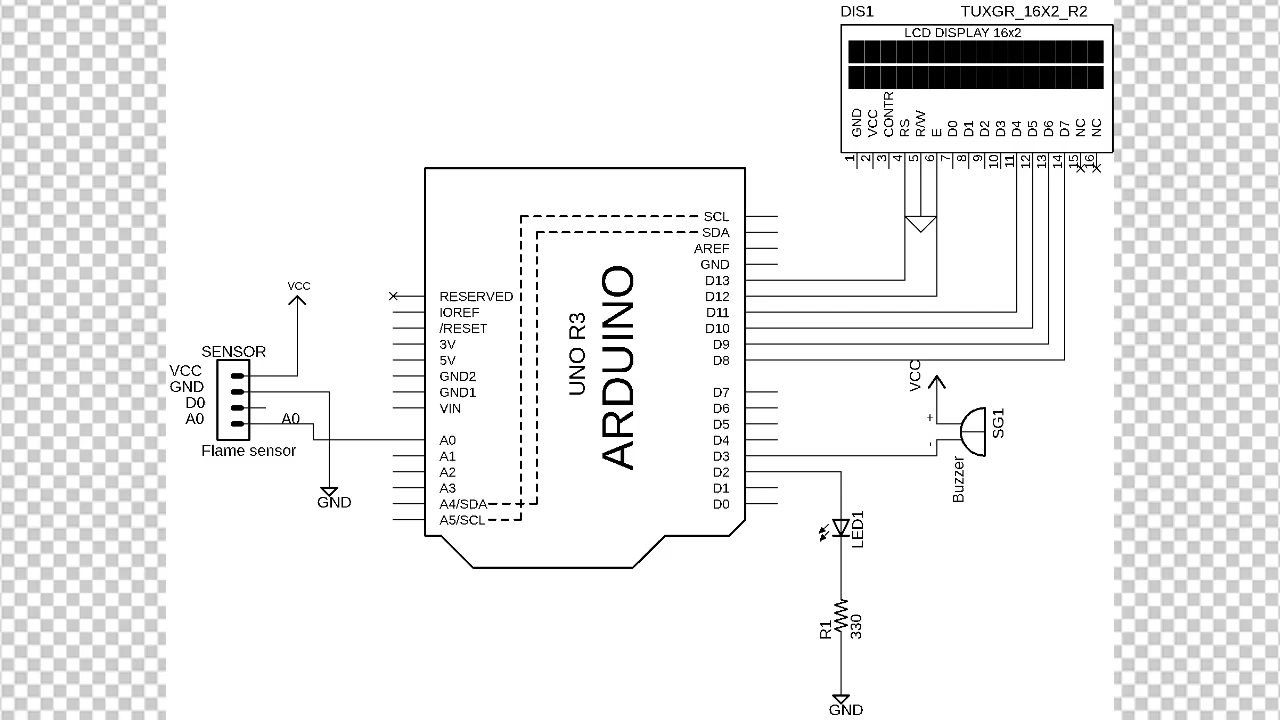 DIS1 TUXGR_16X2_R2
LCD DISPLAY 16x2
GND VCC CONTR RS R/W E D0 D1 D2 D3 D4 D5 D6 D7 NC NC
1 2 3 4 5 6 7 8 9 10 11 12 13 14 15 16
SCL
SDA
AREF
GND
D13
D12
D11
D10
D9
D8
D7
D6
D5
D4
D3
D2
D1
D0
RESERVED
IOREF
/RESET
3V
5V
GND2
GND1
VIN
A0
A1
A2
A3
A4/SDA
A5/SCL
UNO R3
ARDUINO
VCC
SENSOR
VCC
GND
D0
A0
A0
Flame sensor
GND
VCC
+
-
SG1
Buzzer
LED1
R1
330
GND